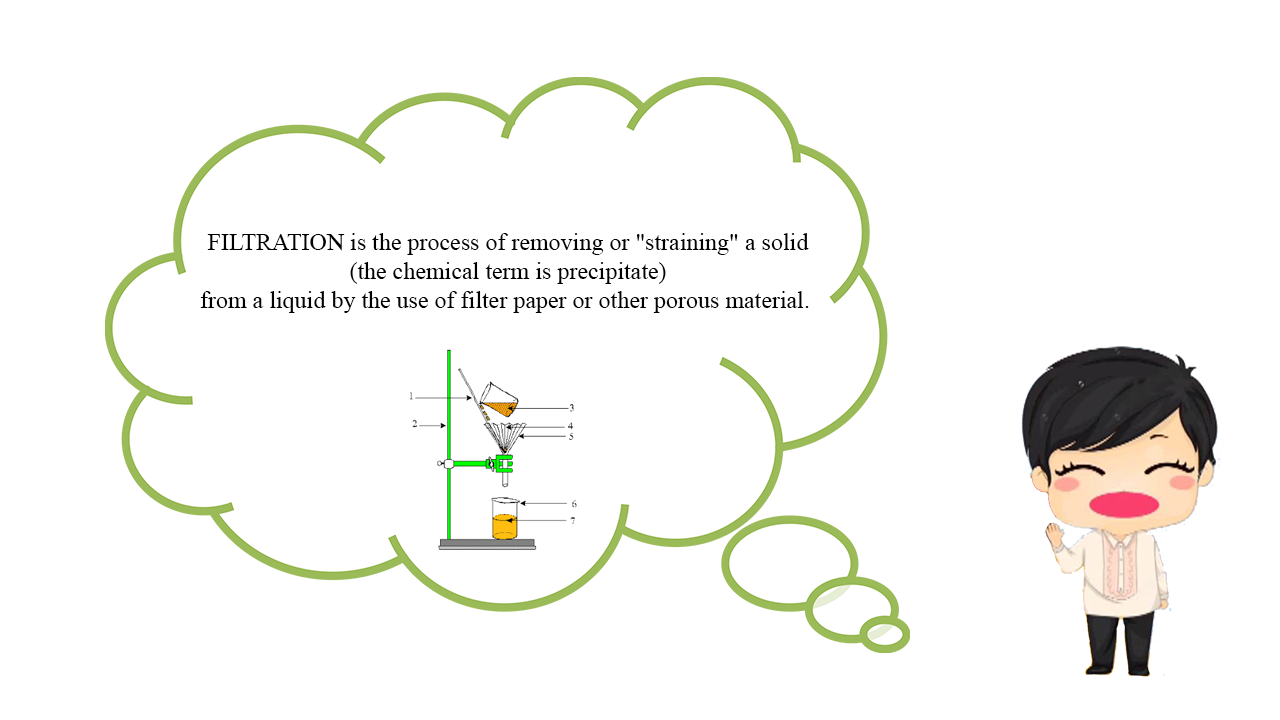 FILTRATION is the process of removing or "straining" a solid
(the chemical term is precipitate)
from a liquid by the use of filter paper or other porous material.
1
3
2
4
5
6
7